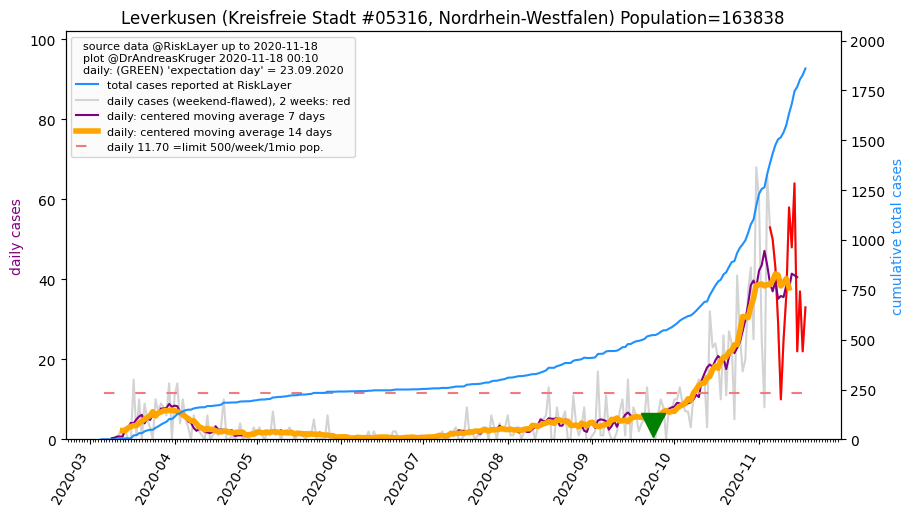 Leverkusen (Kreisfreie Stadt #05316, Nordrhein-Westfalen) Population=163838
source data @RiskLayer up to 2020-11-18
plot @DrAndreasKruger 2020-11-18 00:10
daily: (GREEN) 'expectation day' = 23.09.2020
total cases reported at RiskLayer
daily cases (weekend-flawed), 2 weeks: red
daily: centered moving average 7 days
daily: centered moving average 14 days
daily 11.70 =limit 500/week/1mio pop.
daily cases
100
80
60
40
20
0
cumulative total cases
2000
1750
1500
1250
1000
750
500
250
0
2020-03
2020-04
2020-05
2020-06
2020-07
2020-08
2020-09
2020-10
2020-11